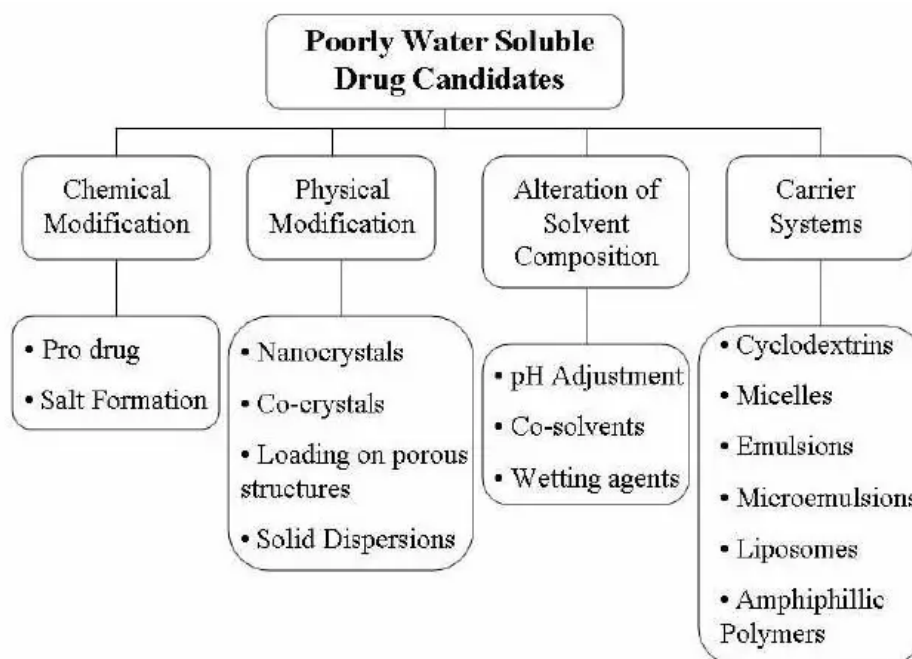 Poorly Water Soluble
Drug Candidates
Chemical
Modification
Physical
Modification
Alteration of
Solvent
Composition
Carrier
Systems
• Pro drug
• Salt Formation
• Nanocrystals
• Co-crystals
• Loading on porous
structures
• Solid Dispersions
• pH Adjustment
• Co-solvents
• Wetting agents
• Cyclodextrins
• Micelles
• Emulsions
• Microemulsions
• Liposomes
• Amphiphillic
Polymers